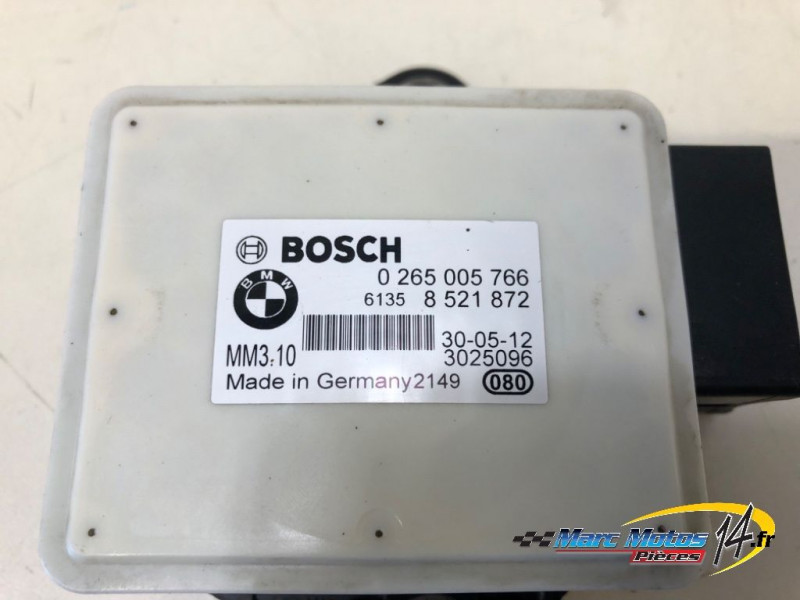 BOSCH
BMW
0 265 005 766
6135 8 521 872
30-05-12
MM3.10 3025096
Made in Germany2149 080
Marc Motos 14.fr
Pièces